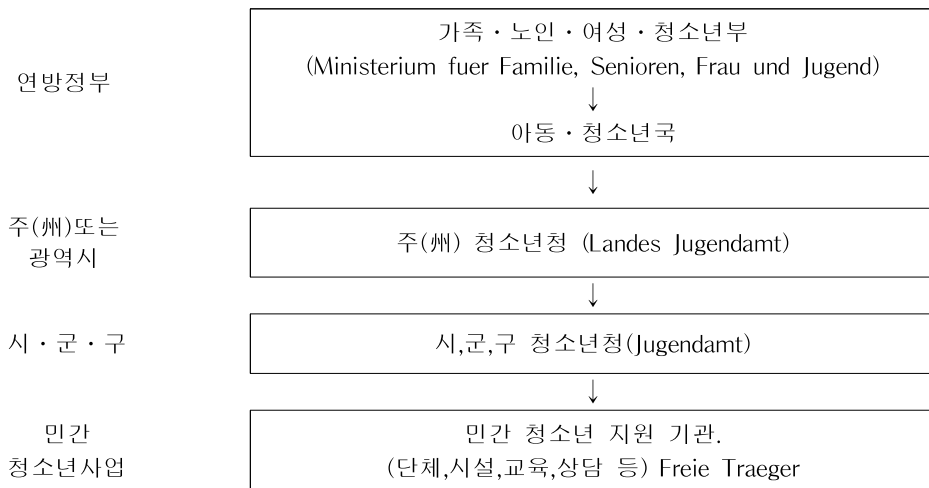 연방정부
가족・노인・여성・청소년부
(Ministerium fuer Familie, Senioren, Frau und Jugend)
↓
아동・청소년국
↓
주(州)또는
광역시
주(州) 청소년청 (Landes Jugendamt)
↓
시・군・구
시,군,구 청소년청(Jugendamt)
↓
민간
청소년사업
민간 청소년 지원 기관.
(단체,시설,교육,상담 등) Freie Traeger